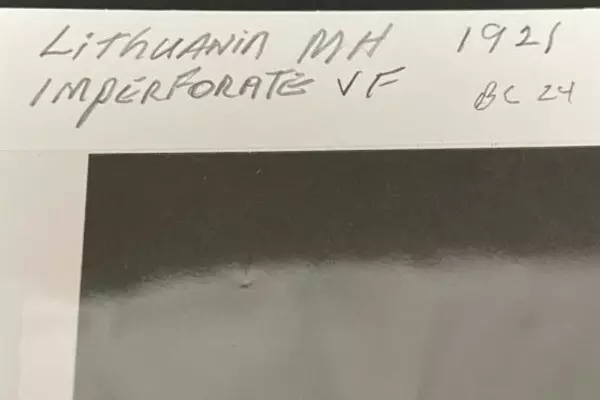 LiThUANiA MH 1921
IMPERFORATE VF BC 24